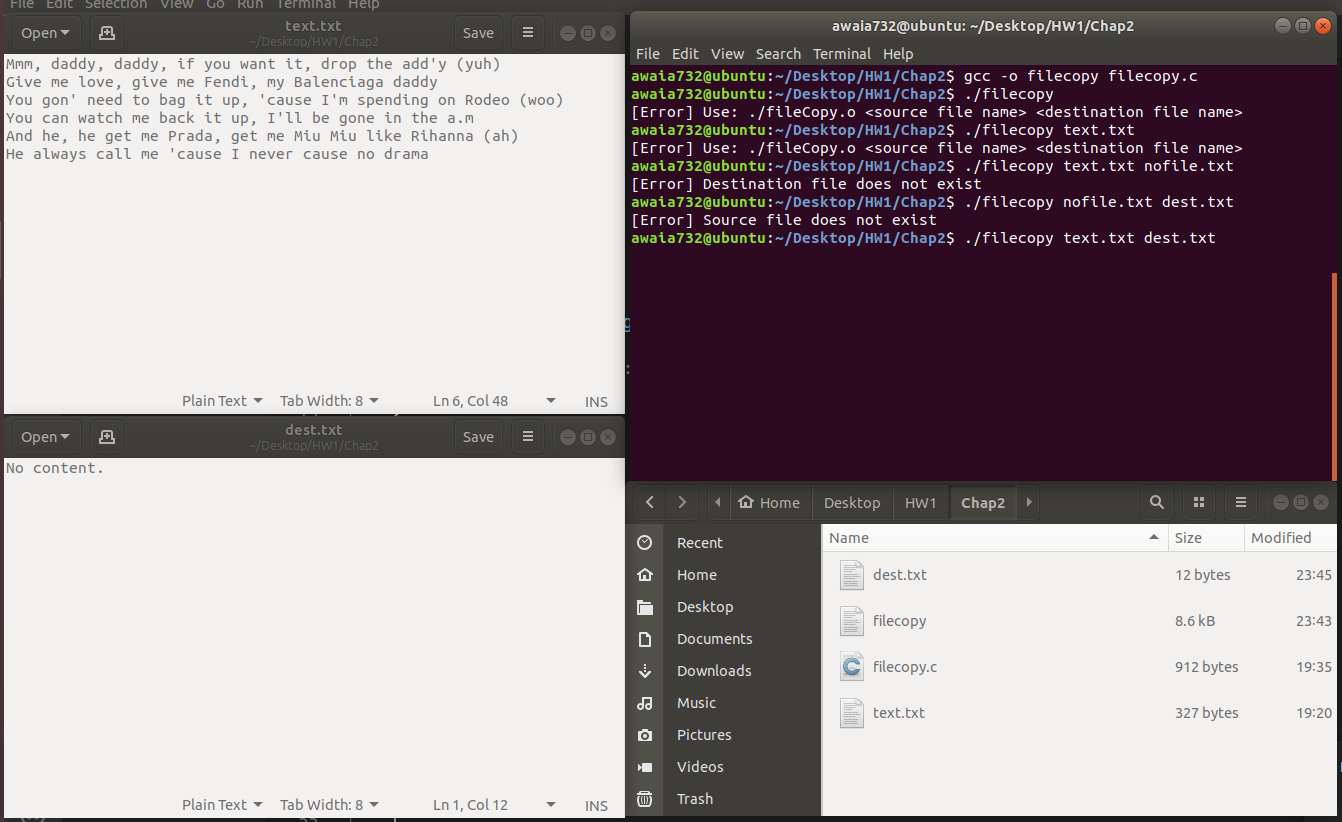 File Edit Selection View Go Run Terminal Help
Open
text.txt
~/Desktop/HW1/Chap2
Save
Mmm, daddy, daddy, if you want it, drop the add'y (yuh)
Give me love, give me Fendi, my Balenciaga daddy
You gon' need to bag it up, 'cause I'm spending on Rodeo (woo)
You can watch me back it up, I'll be gone in the a.m
And he, he get me Prada, get me Miu Miu like Rihanna (ah)
He always call me 'cause I never cause no drama
Plain Text Tab Width: 8 Ln 6, Col 48 INS
Open
dest.txt
~/Desktop/HW1/Chap2
Save
No content.
Plain Text Tab Width: 8 Ln 1, Col 12 INS
awaia732@ubuntu: ~/Desktop/HW1/Chap2
File Edit View Search Terminal Help
awaia732@ubuntu:~/Desktop/HW1/Chap2$ gcc -o filecopy filecopy.c
awaia732@ubuntu:~/Desktop/HW1/Chap2$ ./filecopy
[Error] Use: ./fileCopy.o <source file name> <destination file name>
awaia732@ubuntu:~/Desktop/HW1/Chap2$ ./filecopy text.txt
[Error] Use: ./fileCopy.o <source file name> <destination file name>
awaia732@ubuntu:~/Desktop/HW1/Chap2$ ./filecopy text.txt nofile.txt
[Error] Destination file does not exist
awaia732@ubuntu:~/Desktop/HW1/Chap2$ ./filecopy nofile.txt dest.txt
[Error] Source file does not exist
awaia732@ubuntu:~/Desktop/HW1/Chap2$ ./filecopy text.txt dest.txt
Home Desktop HW1 Chap2
Recent
Home
Desktop
Documents
Downloads
Music
Pictures
Videos
Trash
Name Size Modified
dest.txt 12 bytes 23:45
filecopy 8.6 kB 23:43
filecopy.c 912 bytes 19:35
text.txt 327 bytes 19:20